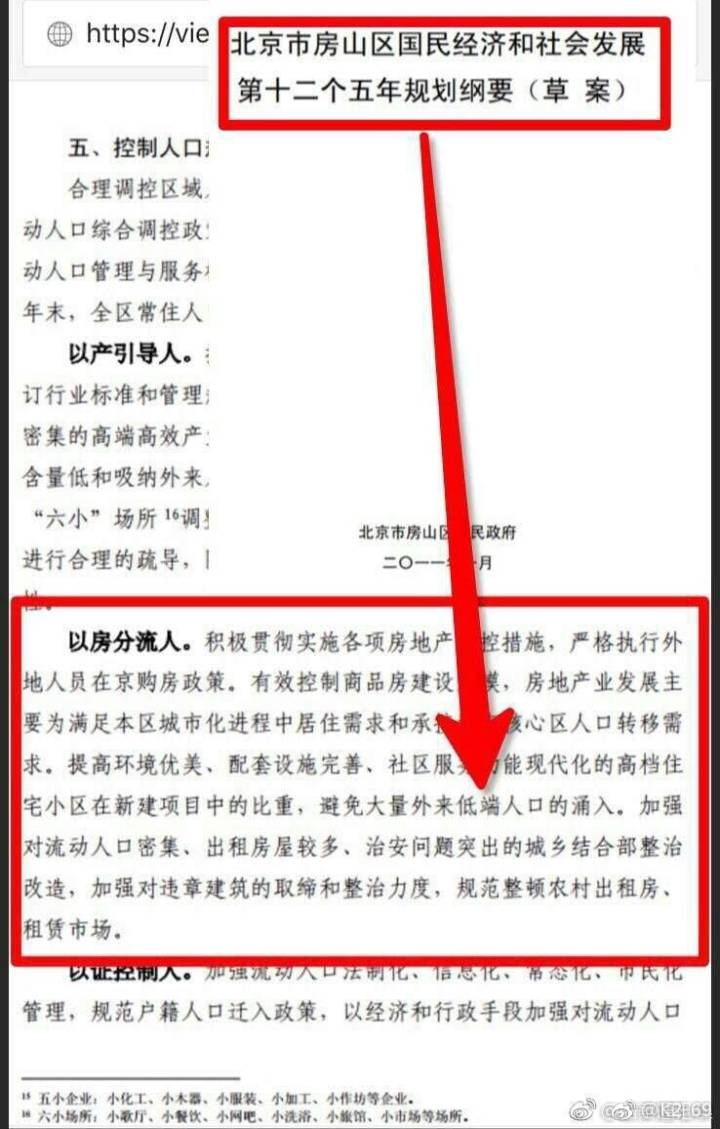 https://vie
北京市房山区国民经济和社会发展
第十二个五年规划纲要（草 案）
五、控制人口
合理调控区域
动人口综合调控政
动人口管理与服务
年末，全区常住人
以产引导人。
订行业标准和管理
密集的高端高效产
含量低和吸纳外来
“六小”场所16调
进行合理的疏导，
性。
北京市房山区 民政府
二〇一一 月
以房分流人。积极贯彻实施各项房地产 控措施，严格执行外
地人员在京购房政策。有效控制商品房建设 模，房地产业发展主
要为满足本区城市化进程中居住需求和承 核心区人口转移需
求。提高环境优美、配套设施完善、社区服 功能现代化的高档住
宅小区在新建项目中的比重，避免大量外来低端人口的涌入。加强
对流动人口密集、出租房屋较多、治安问题突出的城乡结合部整治
改造，加强对违章建筑的取缔和整治力度，规范整顿农村出租房、
租赁市场。
以证控制人。加强流动人口法制化、信息化、常态化、市民化
管理，规范户籍人口迁入政策，以经济和行政手段加强对流动人口
15 五小企业：小化工、小木器、小服装、小加工、小作坊等企业。
16 六小场所：小歌厅、小餐饮、小网吧、小洗浴、小旅馆、小市场等场所。